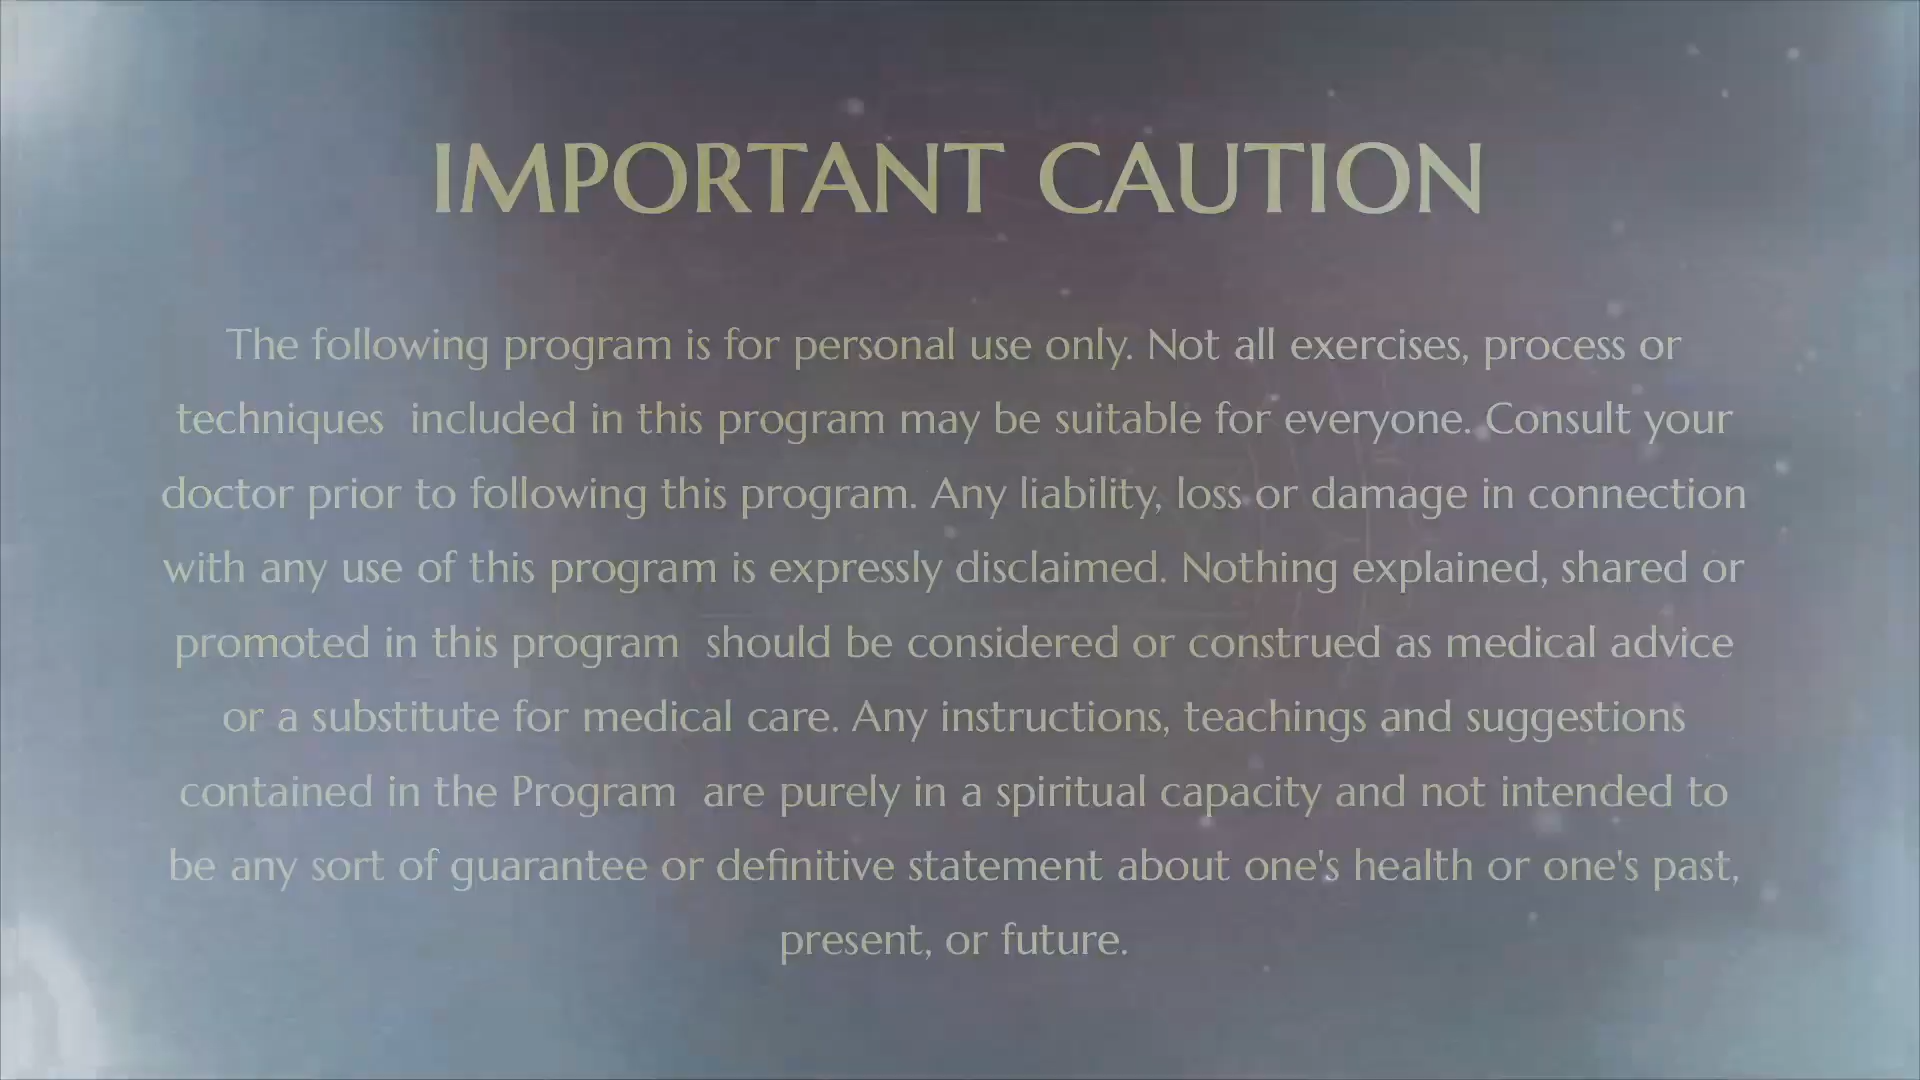 IMPORTANT CAUTION
The following program is for personal use only. Not all exercises, process or
techniques  included in this program may be suitable for everyone. Consult your
doctor prior to following this program. Any liability, loss or damage in connection
with any use of this program is expressly disclaimed. Nothing explained, shared or
promoted in this program  should be considered or construed as medical advice
or a substitute for medical care. Any instructions, teachings and suggestions
contained in the Program  are purely in a spiritual capacity and not intended to
be any sort of guarantee or definitive statement about one's health or one's past,
present, or future.